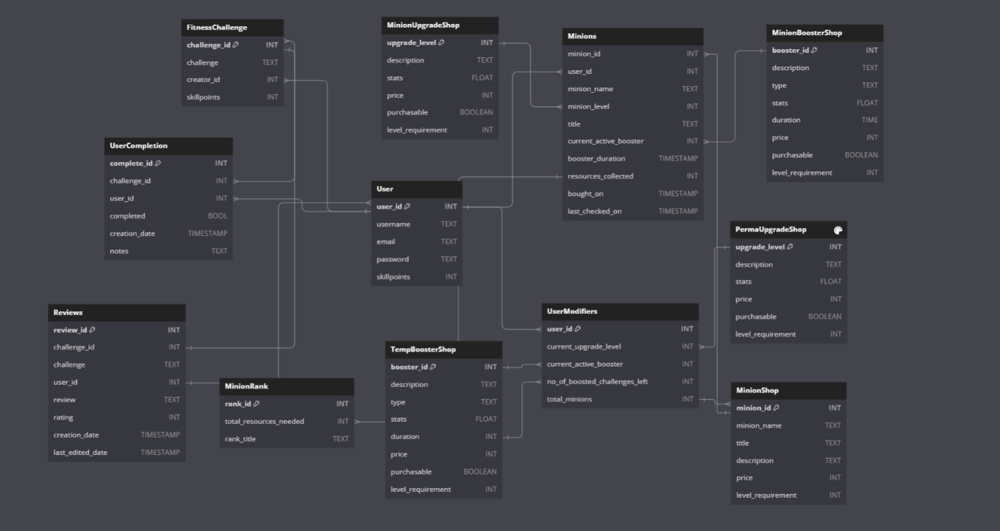 FitnessChallenge
challenge_id INT
challenge TEXT
creator_id INT
skillpoints INT
MinionUpgradeShop
upgrade_level INT
description TEXT
stats FLOAT
price INT
purchasable BOOLEAN
level_requirement INT
Minions
minion_id INT
user_id INT
minion_name TEXT
minion_level INT
title TEXT
current_active_booster INT
booster_duration TIMESTAMP
resources_collected INT
bought_on TIMESTAMP
last_checked_on TIMESTAMP
MinionBoosterShop
booster_id INT
description TEXT
type TEXT
stats FLOAT
duration TIME
price INT
purchasable BOOLEAN
level_requirement INT
UserCompletion
complete_id INT
challenge_id INT
user_id INT
completed BOOL
creation_date TIMESTAMP
notes TEXT
User
user_id INT
username TEXT
email TEXT
password TEXT
skillpoints INT
PermaUpgradeShop
upgrade_level INT
description TEXT
stats FLOAT
price INT
purchasable BOOLEAN
level_requirement INT
Reviews
review_id INT
challenge_id INT
challenge TEXT
user_id INT
review TEXT
rating INT
creation_date TIMESTAMP
last_edited_date TIMESTAMP
MinionRank
rank_id INT
total_resources_needed INT
rank_title TEXT
TempBoosterShop
booster_id INT
description TEXT
type TEXT
stats FLOAT
duration INT
price INT
purchasable BOOLEAN
level_requirement INT
UserModifiers
user_id INT
current_upgrade_level INT
current_active_booster INT
no_of_boosted_challenges_left INT
total_minions INT
MinionShop
minion_id INT
minion_name TEXT
title TEXT
description TEXT
price INT
level_requirement INT